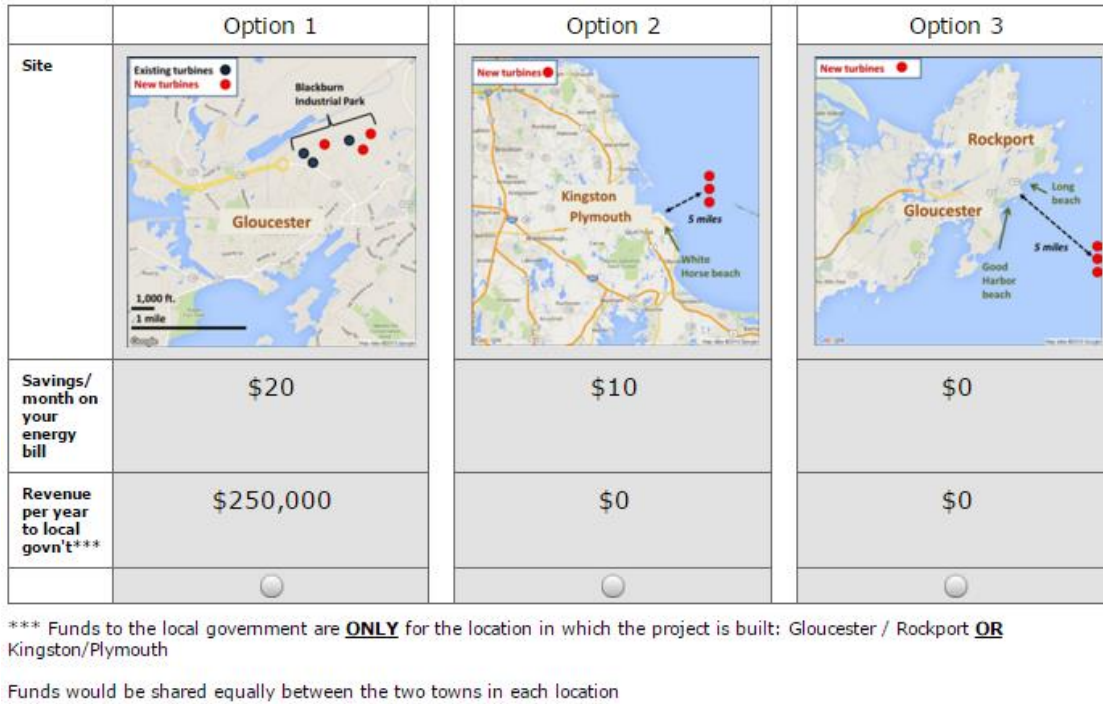 Option 1
Option 2
Option 3
Site
Existing turbines
New turbines
Blackburn
Industrial Park
Gloucester
1,000 ft.
1 mile
Google
New turbines
Kingston
Plymouth
5 miles
White
Horse beach
New turbines
Rockport
Gloucester
Long
beach
5 miles
Good
Harbor
beach
Savings/
month on
your
energy
bill
$20
$10
$0
Revenue
per year
to local
govn't***
$250,000
$0
$0
*** Funds to the local government are ONLY for the location in which the project is built: Gloucester / Rockport OR
Kingston/Plymouth
Funds would be shared equally between the two towns in each location